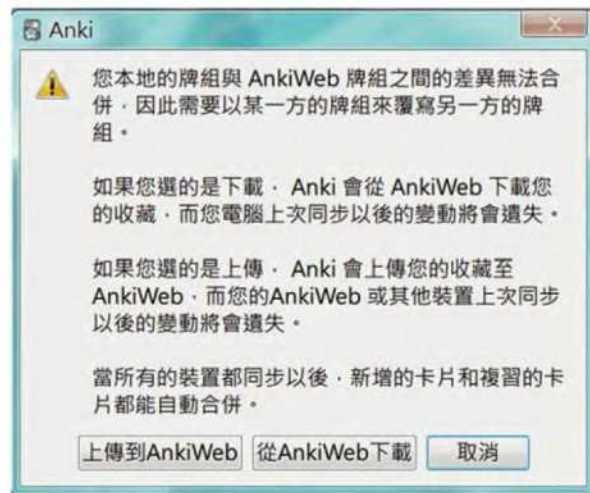 Anki
您本地的牌組與 AnkiWeb 牌組之間的差異無法合
併，因此需要以某一方的牌組來覆寫另一方的牌
組。
如果您選的是下載， Anki 會從 AnkiWeb 下載您
的收藏，而您電腦上次同步以後的變動將會遺失。
如果您選的是上傳， Anki 會上傳您的收藏至
AnkiWeb，而您的AnkiWeb 或其他裝置上次同步
以後的變動將會遺失。
當所有的裝置都同步以後，新增的卡片和複習的卡
片都能自動合併。
上傳到AnkiWeb 從AnkiWeb下載 取消